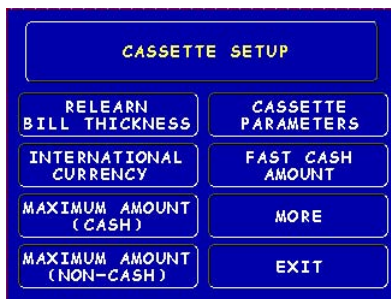 CASSETTE SETUP
RELEARN
BILL THICKNESS
CASSETTE
PARAMETERS
INTERNATIONAL
CURRENCY
FAST CASH
AMOUNT
MAXIMUM AMOUNT
(CASH)
MORE
MAXIMUM AMOUNT
(NON-CASH)
EXIT